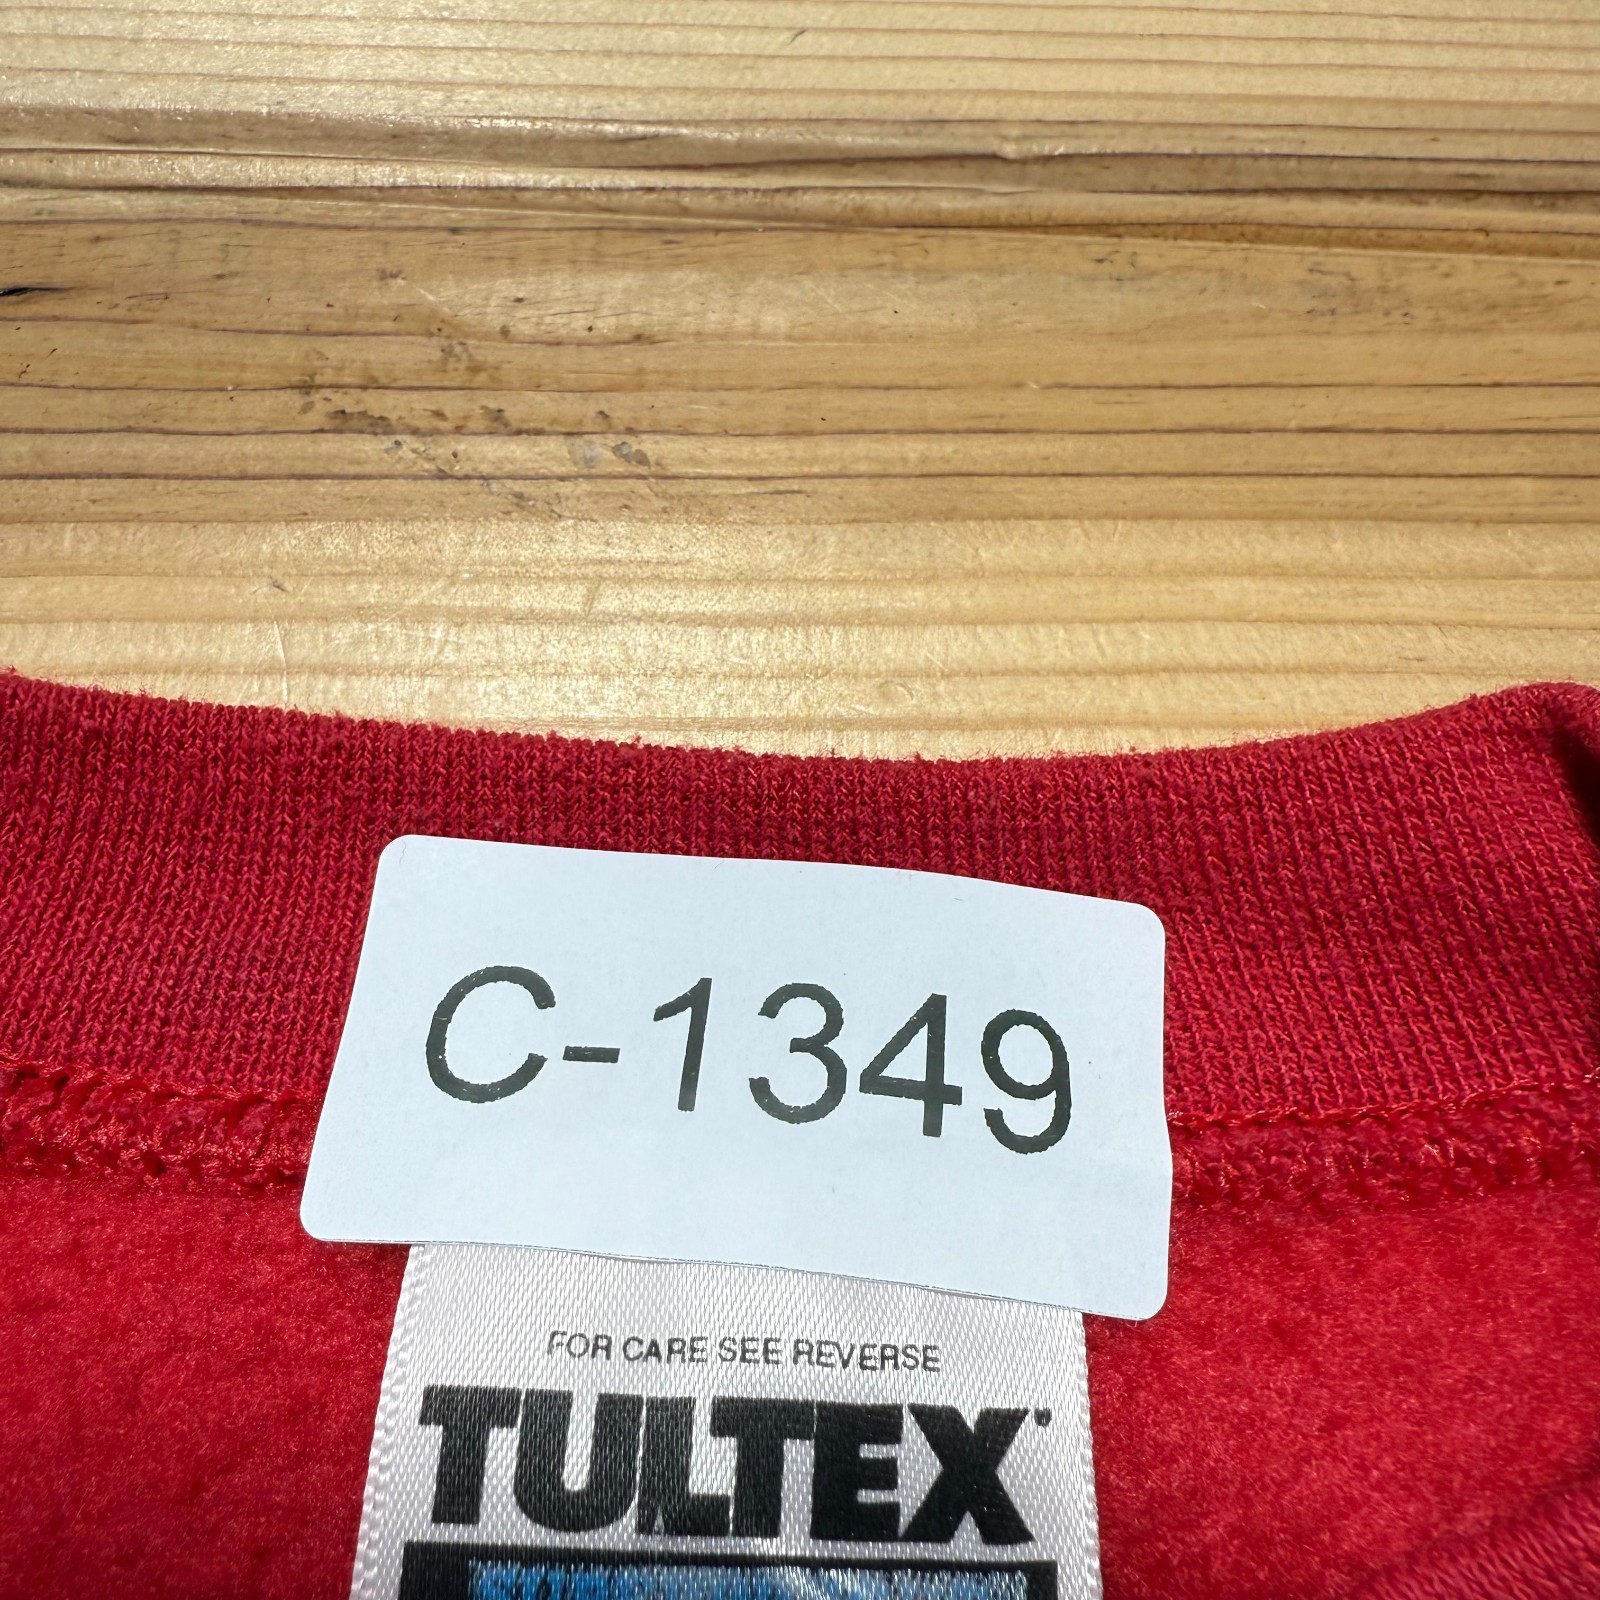 C-1349
FOR CARE SEE REVERSE
TULTEX